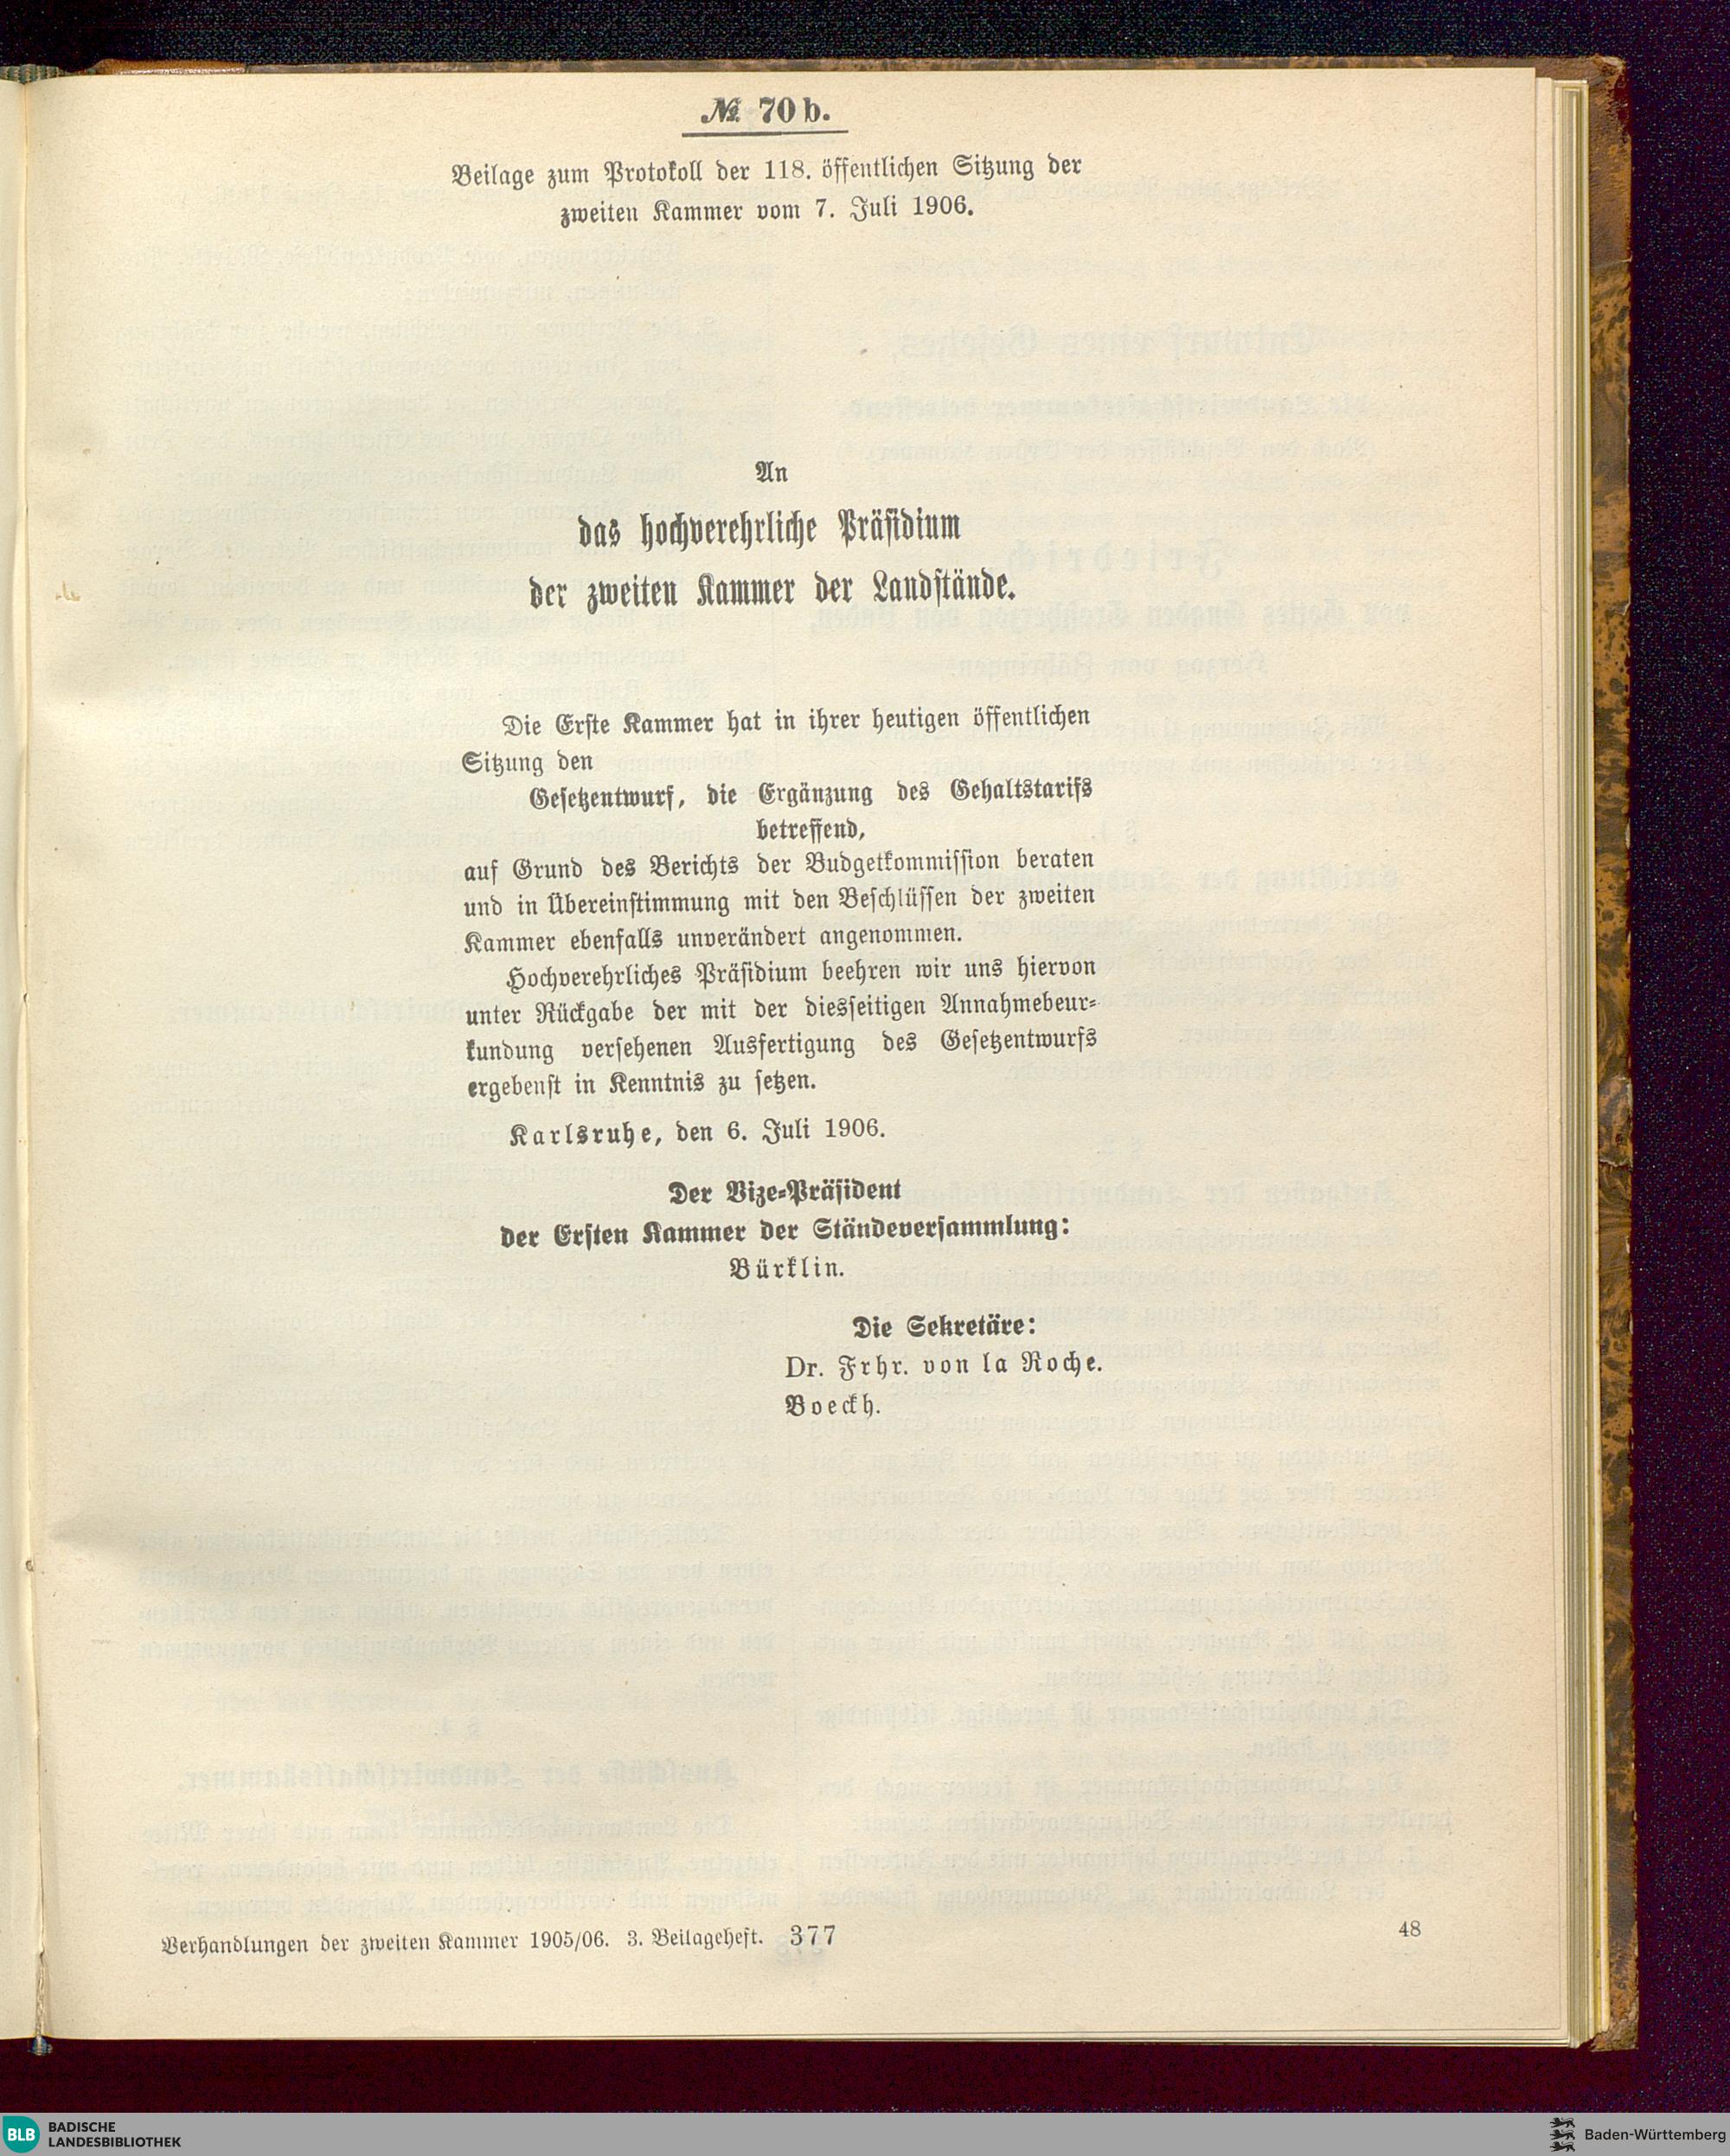 № 70 b.
Beilage zum Protokoll der 118. öffentlichen Sitzung der
zweiten Kammer vom 7. Juli 1906.
An
das hochverehrliche Präsidium
der zweiten Kammer der Landstände.
Die Erste Kammer hat in ihrer heutigen öffentlichen
Sitzung den
Gesetzentwurf, die Ergänzung des Gehaltstarifs
betreffend,
auf Grund des Berichts der Budgetkommission beraten
und in Übereinstimmung mit den Beschlüssen der zweiten
Kammer ebenfalls unverändert angenommen.
Hochverehrliches Präsidium beehren wir uns hiervon
unter Rückgabe der mit der diesseitigen Annahmebeur-
kundung versehenen Ausfertigung des Gesetzentwurfs
ergebenst in Kenntnis zu setzen.
Karlsruhe, den 6. Juli 1906.
Der Vize-Präsident
der Ersten Kammer der Ständeversammlung:
Bürklin.
Die Sekretäre:
Dr. Frhr. von la Roche.
Boeckh.
Verhandlungen der zweiten Kammer 1905/06. 3. Beilageheft. 377 48
BLB BADISCHE
LANDESBIBLIOTHEK
Baden-Württemberg